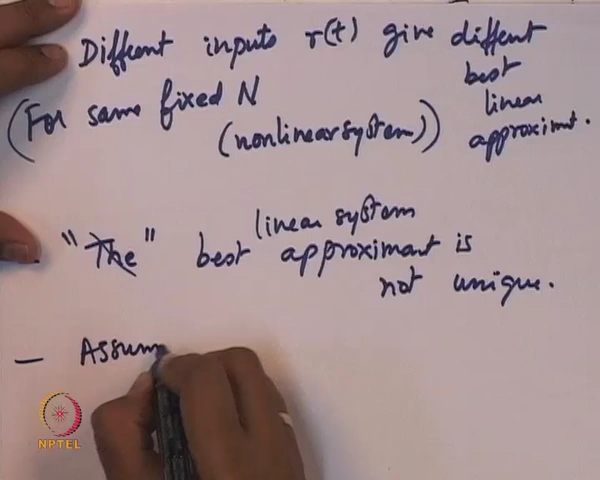 Different inputs r(t) give diffent
best
linear
approximant.
(For same fixed N
(nonlinear system))
linear system
"The" best approximant is
not unique.
– Assum
NPTEL